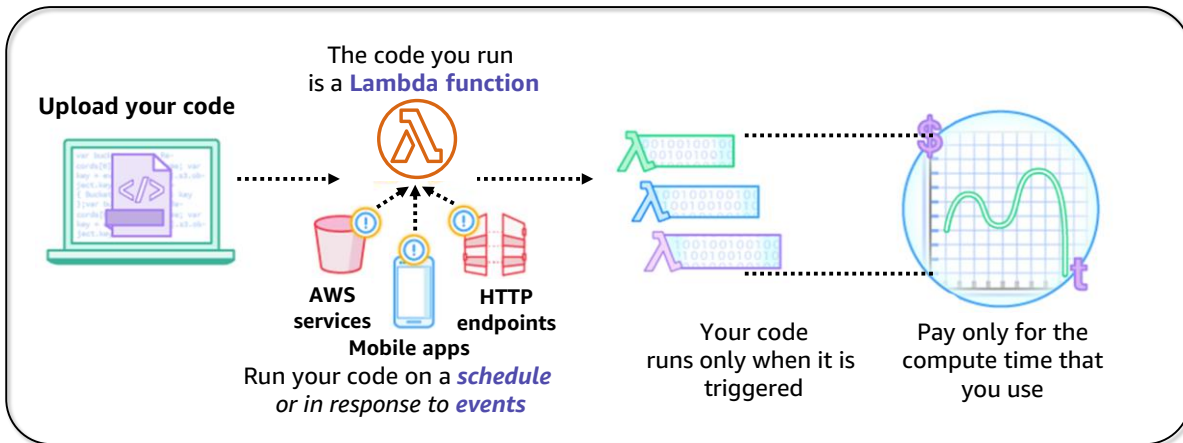 The code you run
is a Lambda function
Upload your code
</>
$
t
AWS
services
HTTP
endpoints
Mobile apps
Run your code on a schedule
or in response to events
Your code
runs only when it is
triggered
Pay only for the
compute time that
you use